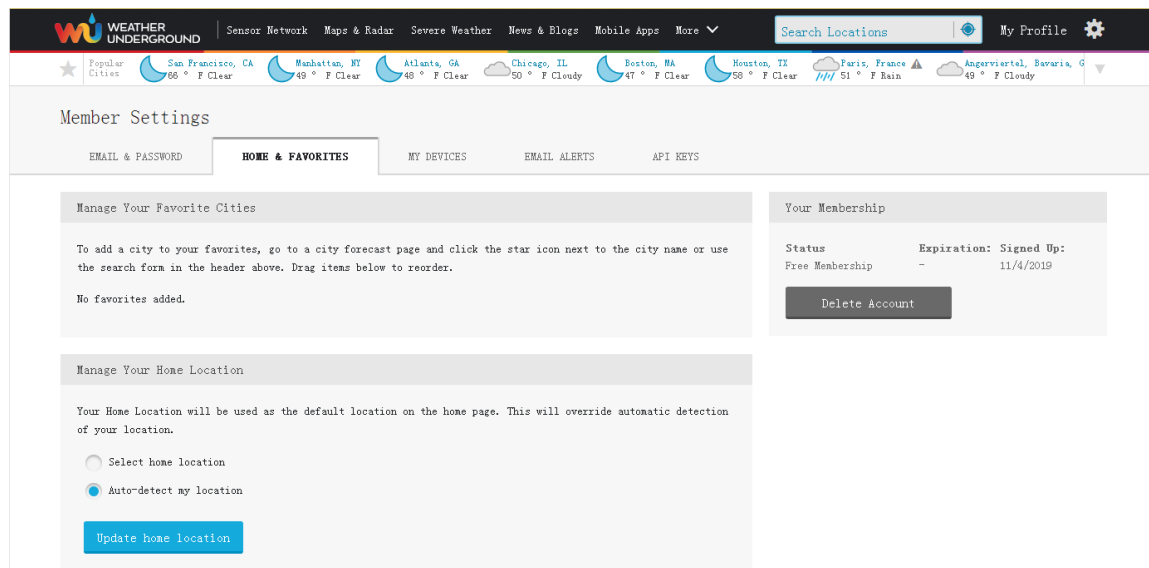 WEATHER
UNDERGROUND
Sensor Network Maps & Radar Severe Weather News & Blogs Mobile Apps More
Search Locations
My Profile
Popular
Cities
San Francisco, CA
66 ° F Clear
Manhattan, NY
49 ° F Clear
Atlanta, GA
48 ° F Clear
Chicago, IL
50 ° F Cloudy
Boston, MA
47 ° F Clear
Houston, TX
58 ° F Clear
Paris, France
51 ° F Rain
Angerviertel, Bavaria, G
49 ° F Cloudy
Member Settings
EMAIL & PASSWORD HOME & FAVORITES MY DEVICES EMAIL ALERTS API KEYS
Manage Your Favorite Cities
To add a city to your favorites, go to a city forecast page and click the star icon next to the city name or use
the search form in the header above. Drag items below to reorder.
No favorites added.
Your Membership
Status Expiration: Signed Up:
Free Membership - 11/4/2019
Delete Account
Manage Your Home Location
Your Home Location will be used as the default location on the home page. This will override automatic detection
of your location.
Select home location
Auto-detect my location
Update home location